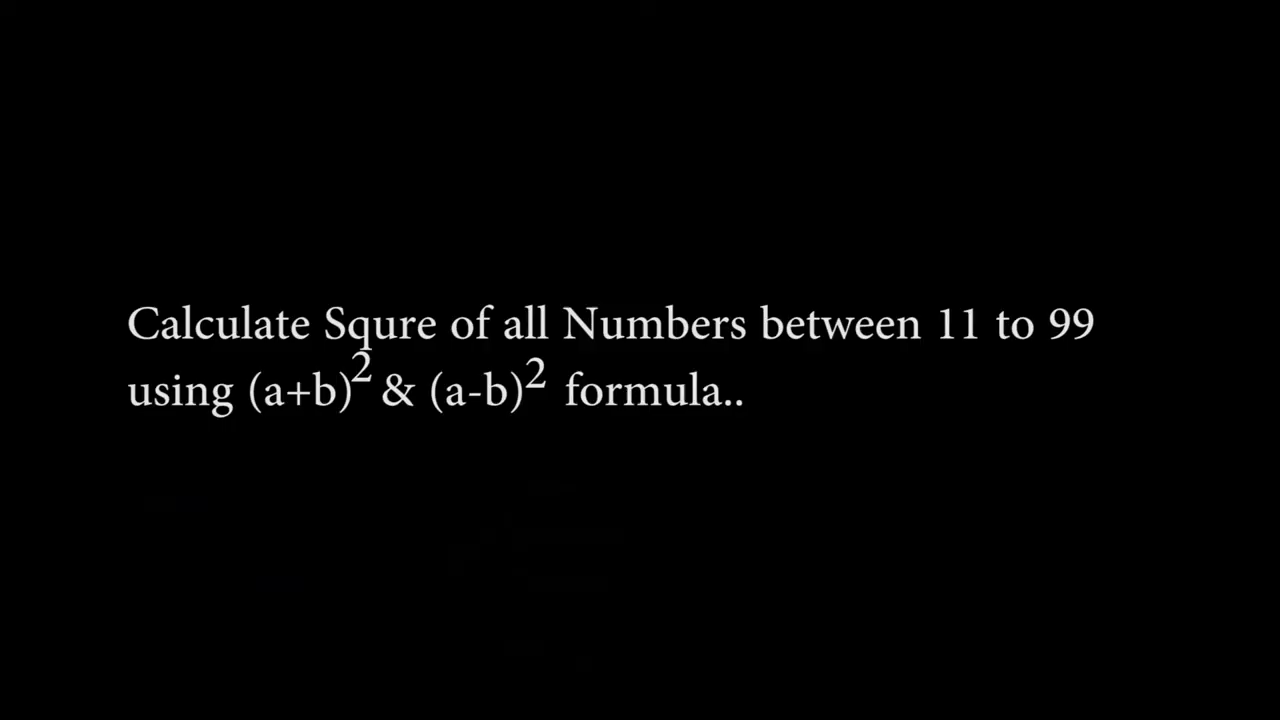 Calculate Squre of all Numbers between 11 to 99
using (a+b)² & (a-b)² formula..